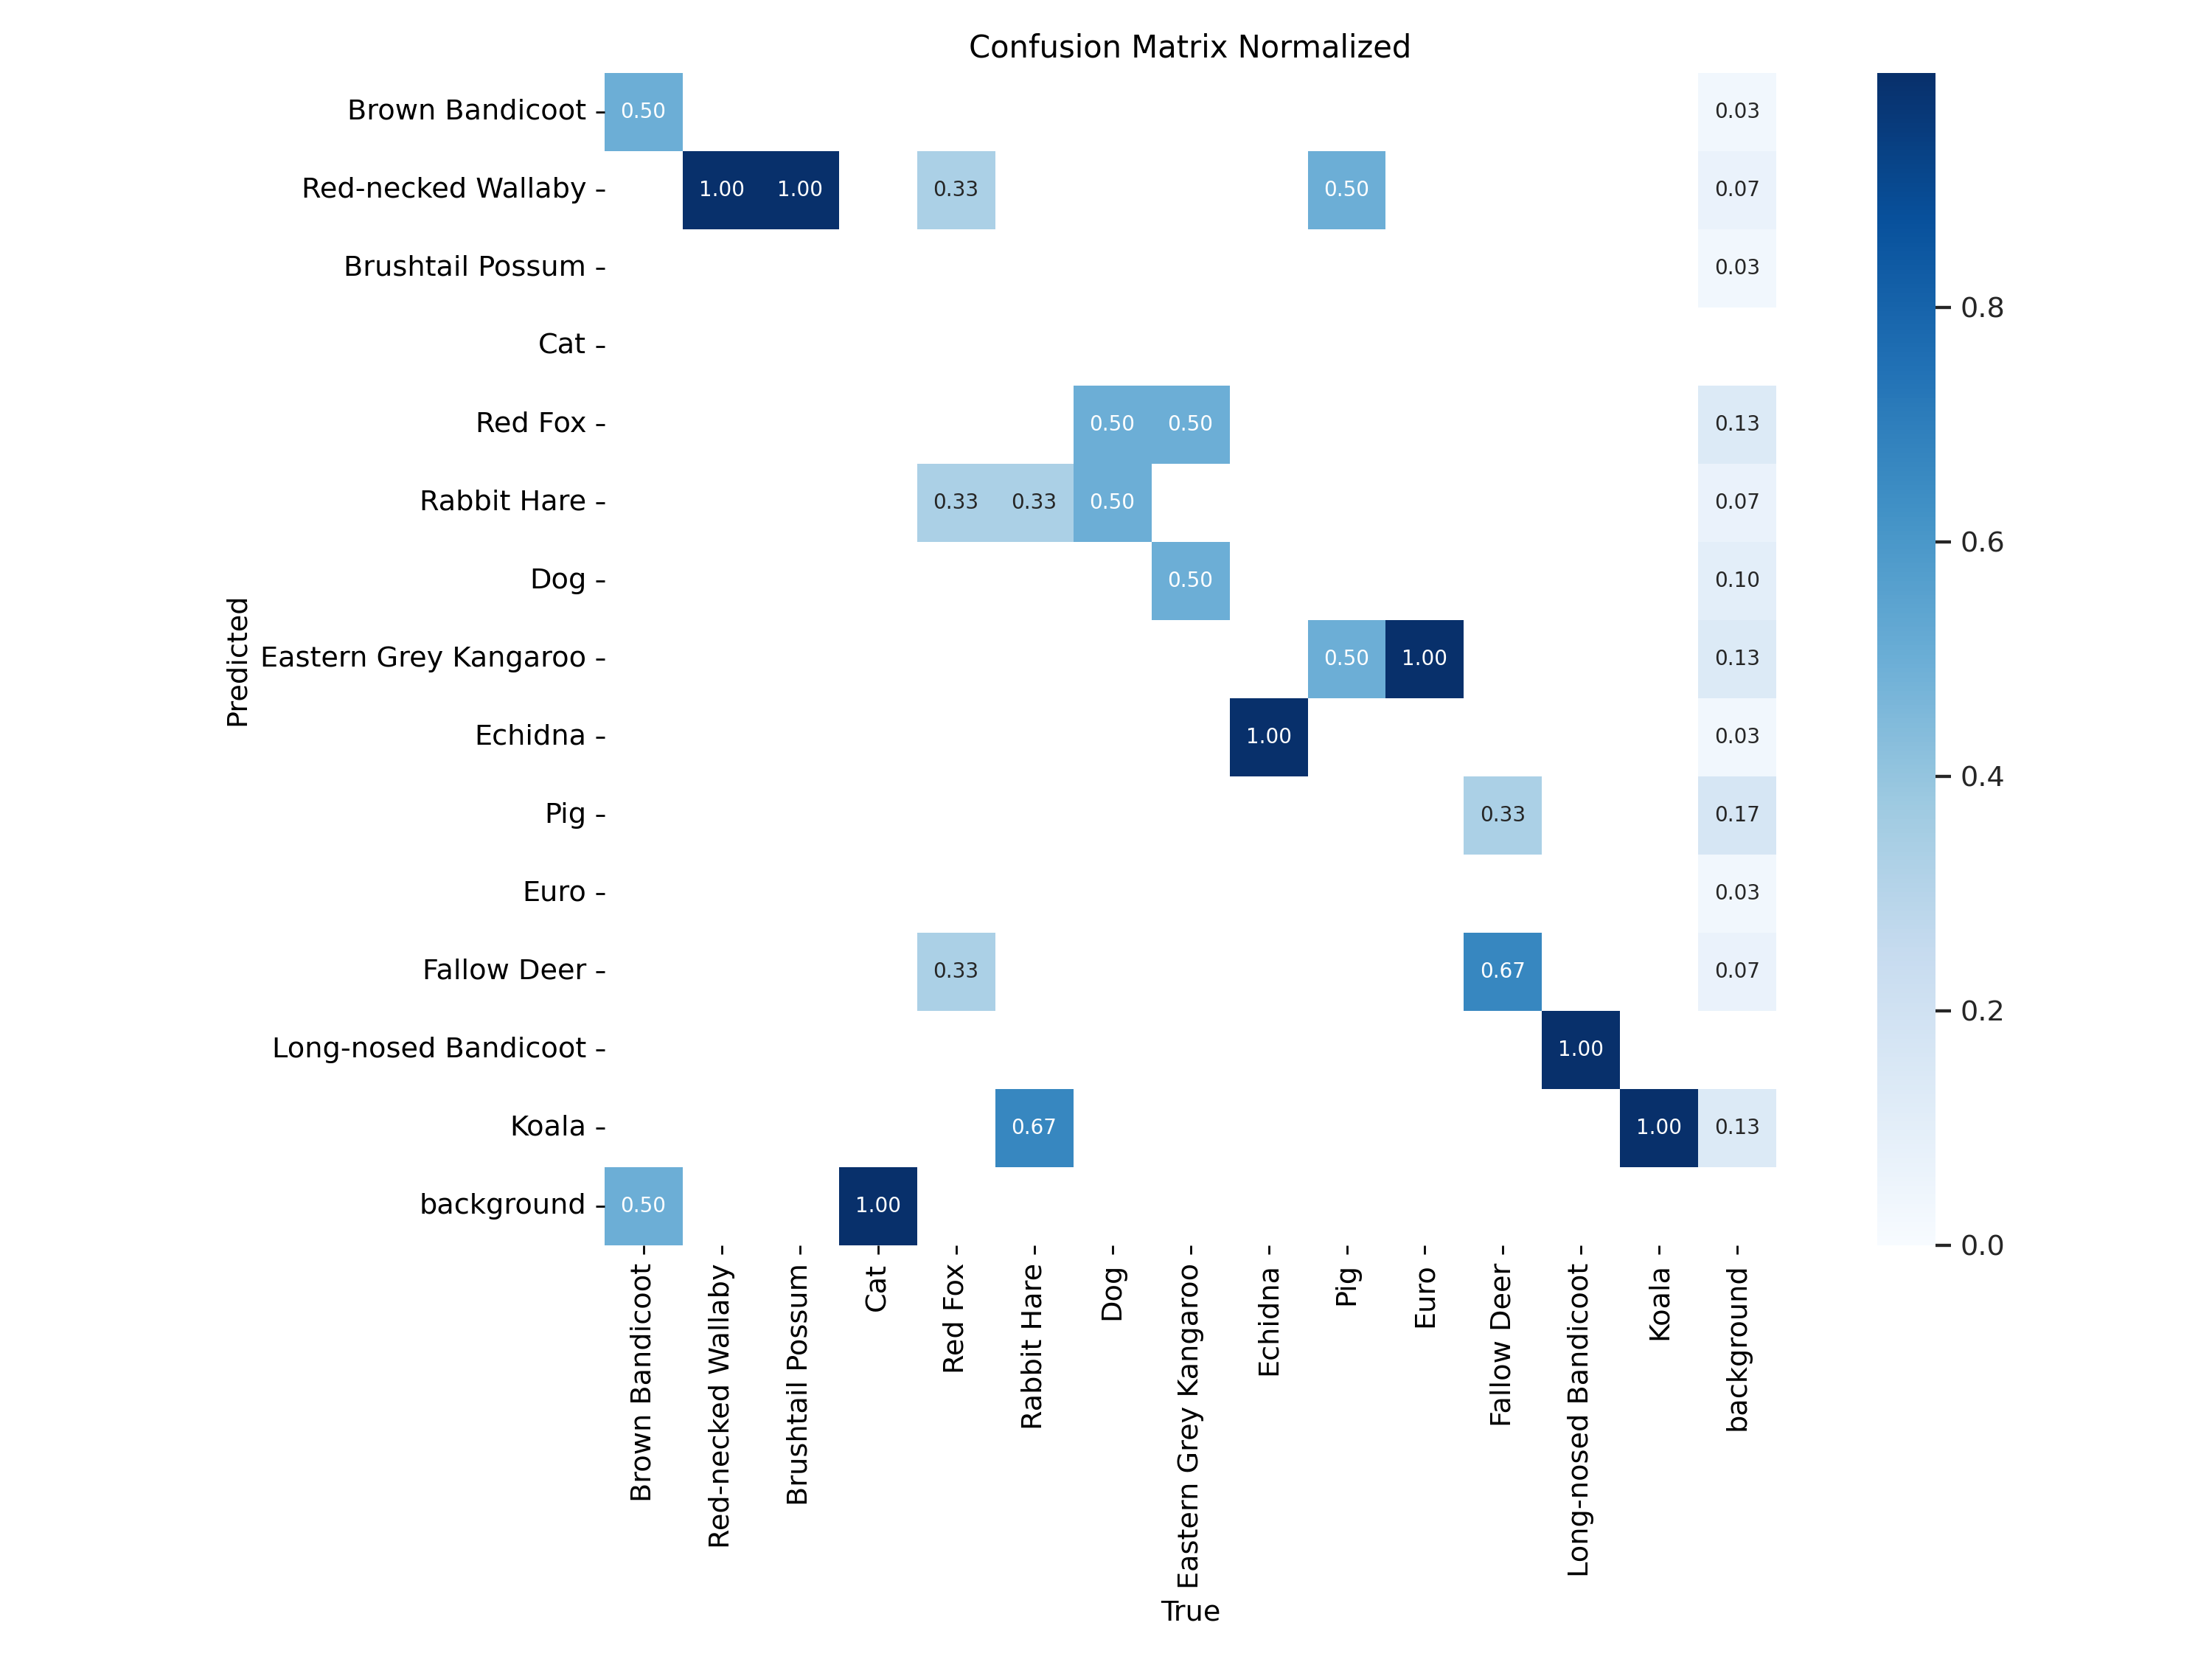 Confusion Matrix Normalized
Brown Bandicoot 0.50 0.03
Red-necked Wallaby 1.00 1.00 0.33 0.50 0.07
Brushtail Possum 0.03
0.8
Cat
Red Fox 0.50 0.50 0.13
Rabbit Hare 0.33 0.33 0.50 0.07
0.6
Dog 0.50 0.10
Predicted
Eastern Grey Kangaroo 0.50 1.00 0.13
Echidna 1.00 0.03
0.4
Pig 0.33 0.17
Euro 0.03
Fallow Deer 0.33 0.67 0.07
0.2
Long-nosed Bandicoot 1.00
Koala 0.67 1.00 0.13
background 0.50 1.00
0.0
Brown Bandicoot
Red-necked Wallaby
Brushtail Possum
Cat
Red Fox
Rabbit Hare
Dog
Eastern Grey Kangaroo
Echidna
Pig
Euro
Fallow Deer
Long-nosed Bandicoot
Koala
background
True